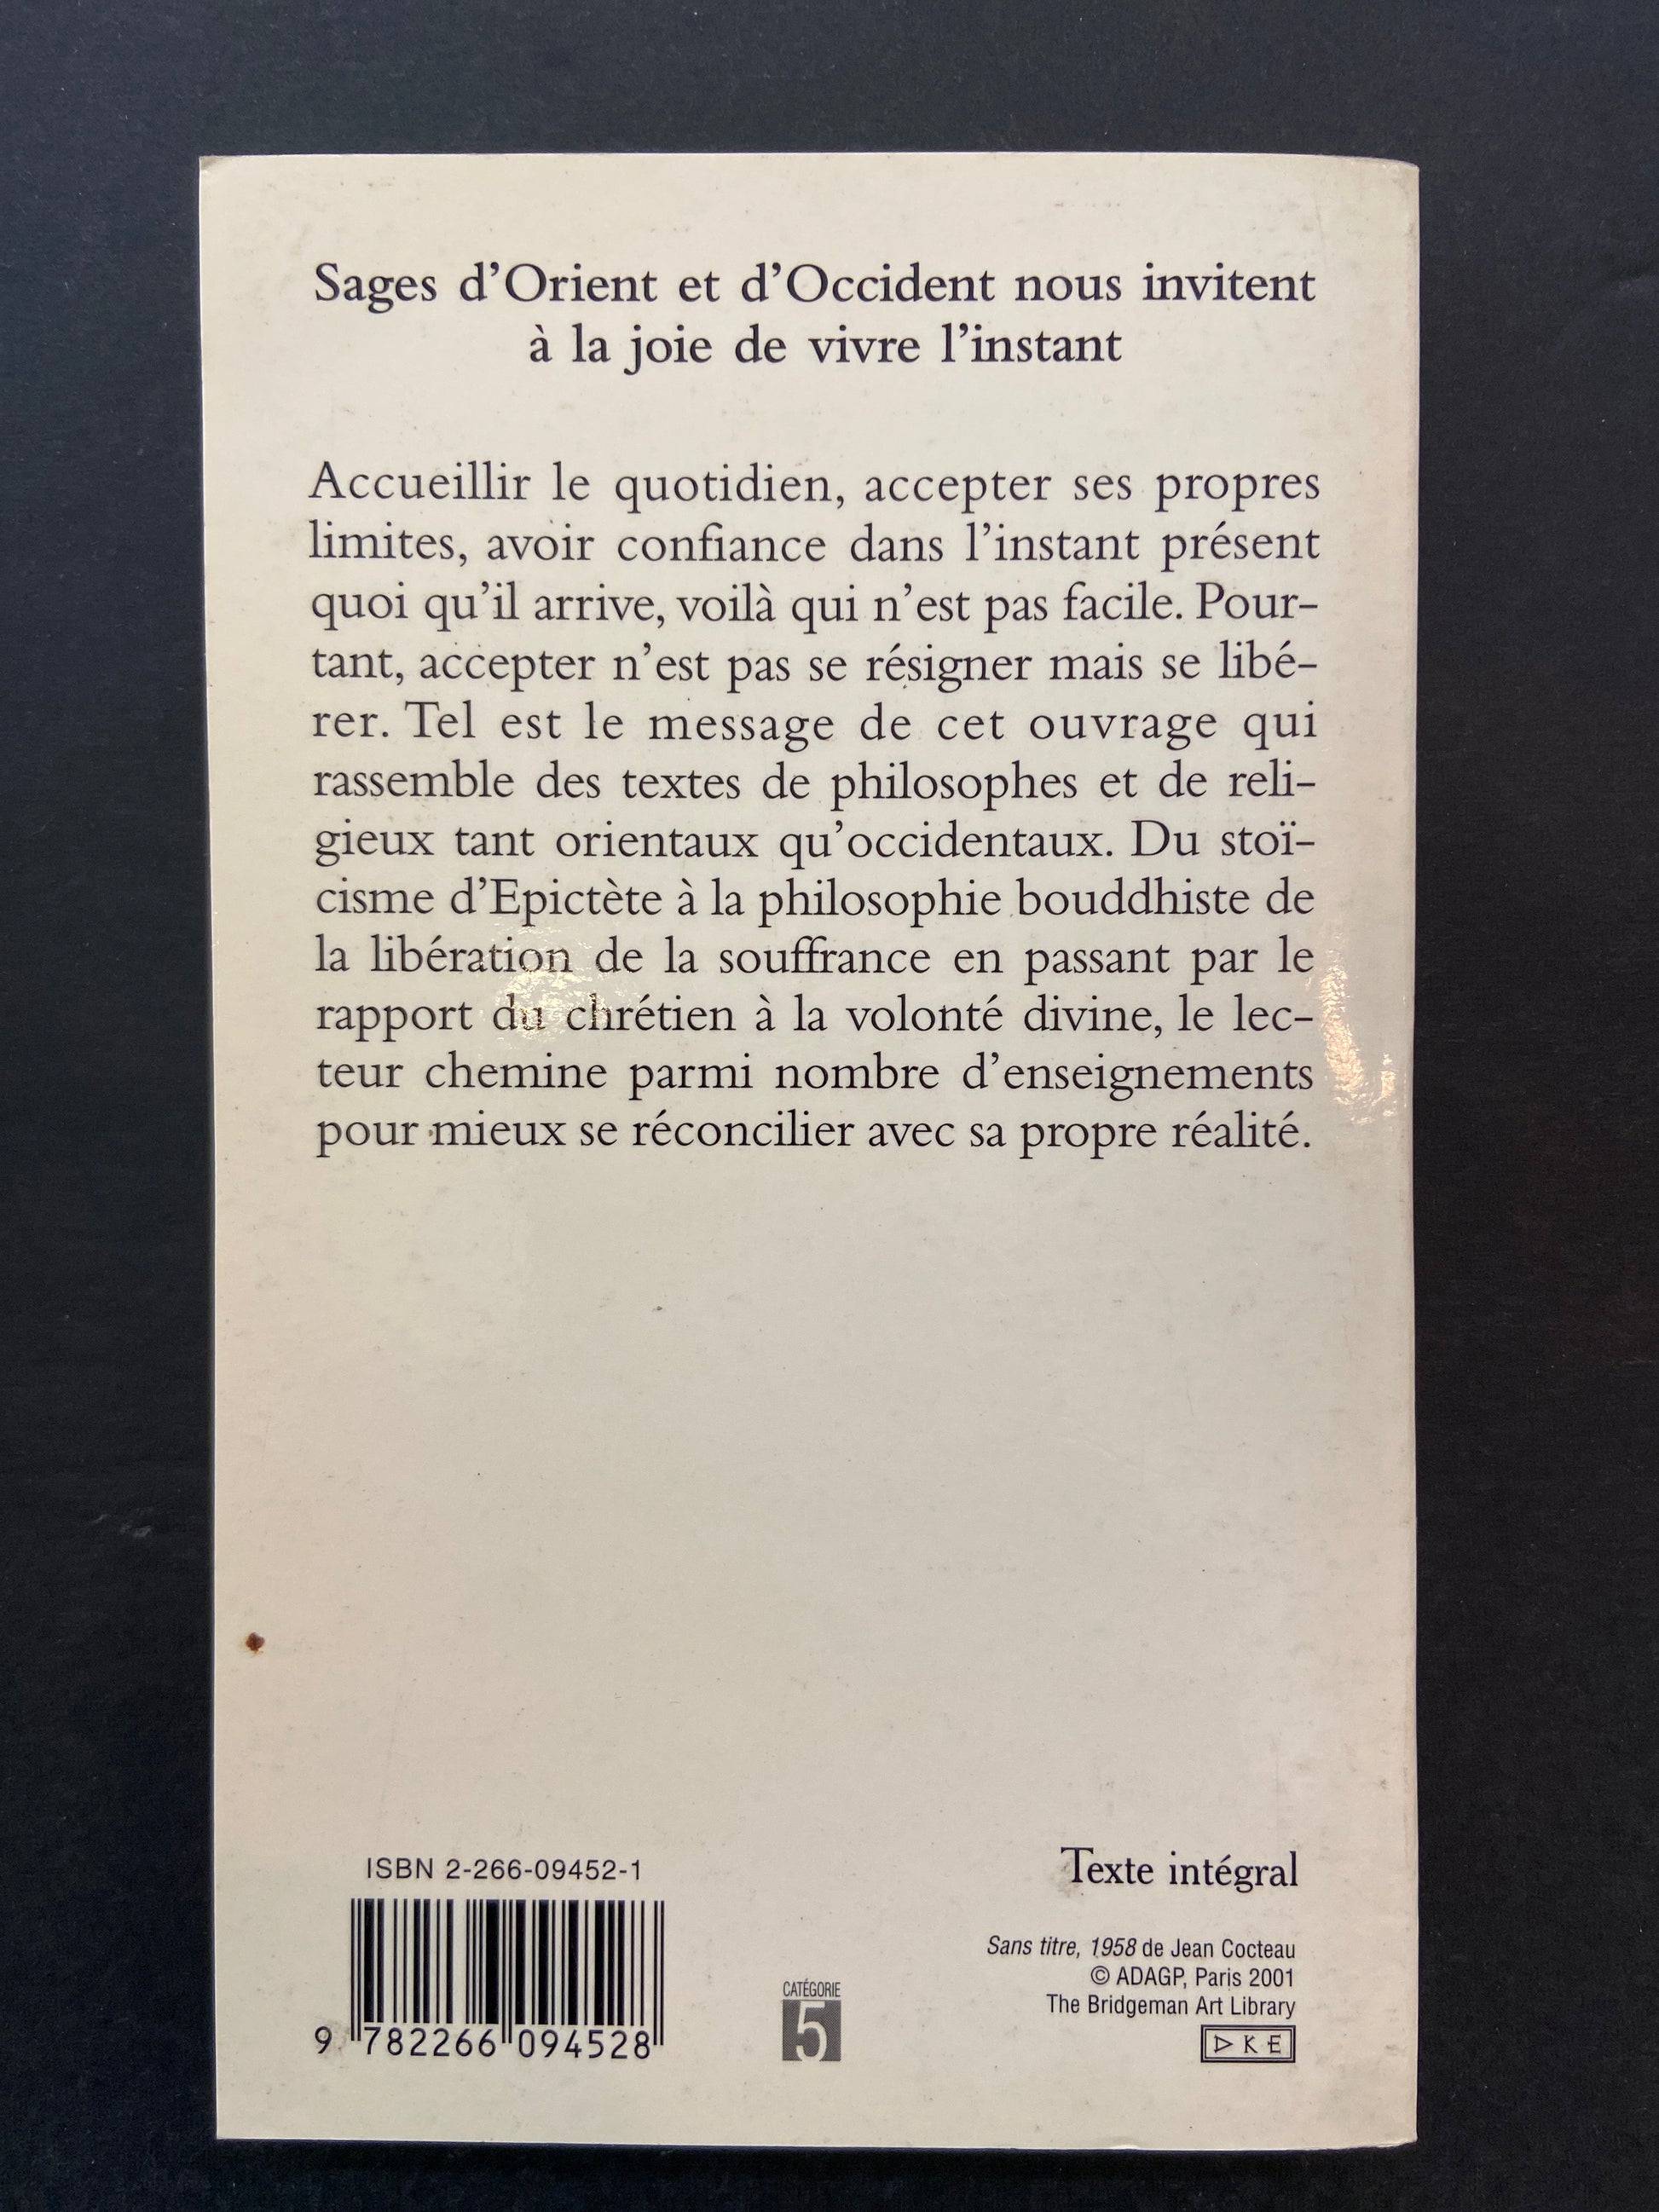 Sages d'Orient et d'Occident nous invitent
à la joie de vivre l'instant
Accueillir le quotidien, accepter ses propres
limites, avoir confiance dans l'instant présent
quoi qu'il arrive, voilà qui n'est pas facile. Pour-
tant, accepter n'est pas se résigner mais se libé-
rer. Tel est le message de cet ouvrage qui
rassemble des textes de philosophes et de reli-
gieux tant orientaux qu'occidentaux. Du stoï-
cisme d'Epictète à la philosophie bouddhiste de
la libération de la souffrance en passant par le
rapport du chrétien à la volonté divine, le lec-
teur chemine parmi nombre d'enseignements
pour mieux se réconcilier avec sa propre réalité.
ISBN 2-266-09452-1
9 782266 094528
CATÉGORIE
5
Texte intégral
Sans titre, 1958 de Jean Cocteau
© ADAGP, Paris 2001
The Bridgeman Art Library
DKE